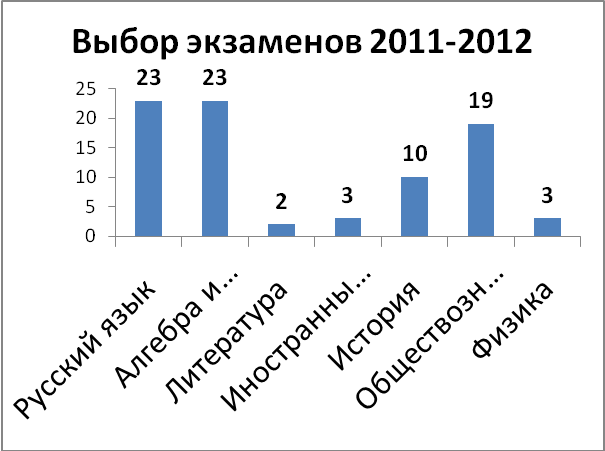 Выбор экзаменов 2011-2012
25
20
15
10
5
0
23
23
2
3
10
19
3
Русский язык
Алгебра и...
Литература
Иностранны...
История
Обществозн...
Физика